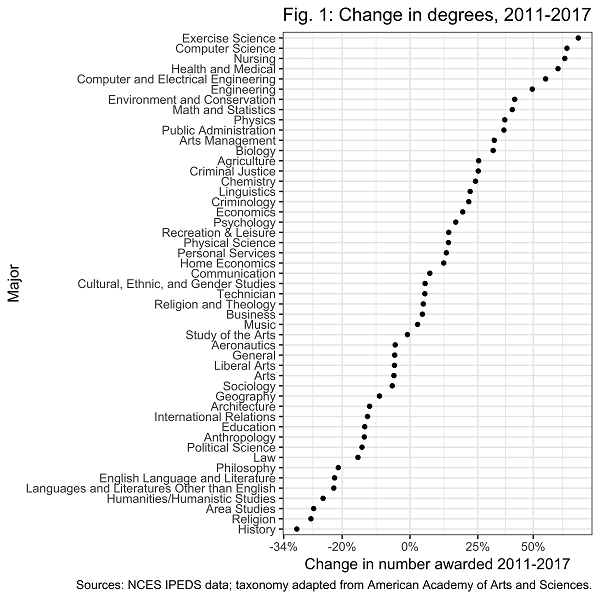 Fig. 1: Change in degrees, 2011-2017
Exercise Science
Computer Science
Nursing
Health and Medical
Computer and Electrical Engineering
Engineering
Environment and Conservation
Math and Statistics
Physics
Public Administration
Arts Management
Biology
Agriculture
Criminal Justice
Chemistry
Linguistics
Criminology
Economics
Psychology
Recreation & Leisure
Physical Science
Personal Services
Home Economics
Communication
Cultural, Ethnic, and Gender Studies
Technician
Religion and Theology
Business
Music
Study of the Arts
Aeronautics
General
Liberal Arts
Arts
Sociology
Geography
Architecture
International Relations
Education
Anthropology
Political Science
Law
Philosophy
English Language and Literature
Languages and Literatures Other than English
Humanities/Humanistic Studies
Area Studies
Religion
History
Major
-34% -20% 0% 25% 50%
Change in number awarded 2011-2017
Sources: NCES IPEDS data; taxonomy adapted from American Academy of Arts and Sciences.